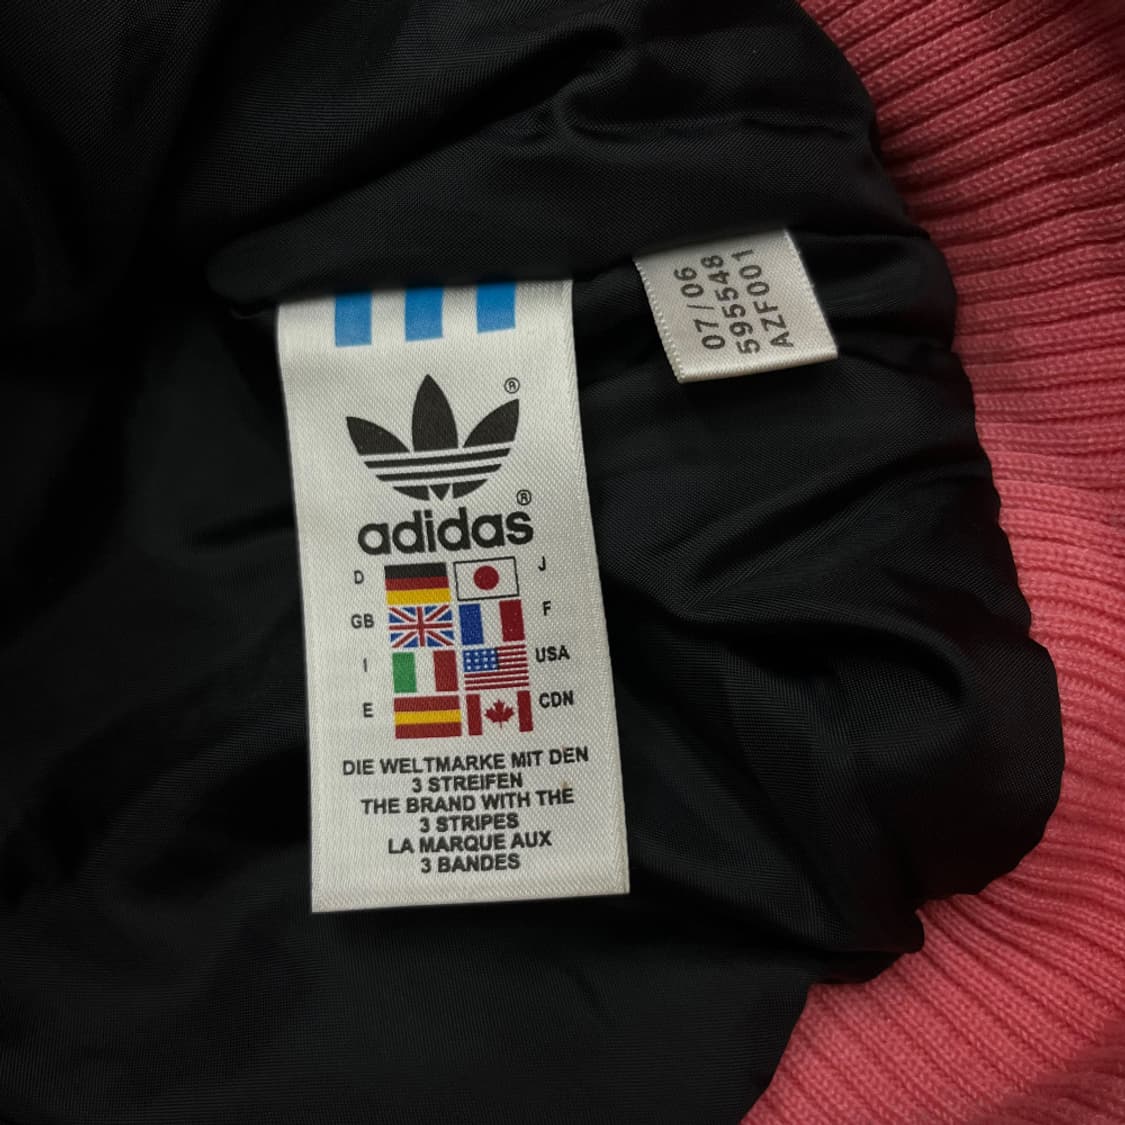 ®
®
adidas
D
J
GB
F
I
USA
E
CDN
DIE WELTMARKE MIT DEN
3 STREIFEN
THE BRAND WITH THE
3 STRIPES
LA MARQUE AUX
3 BANDES
07/06
595548
AZF001